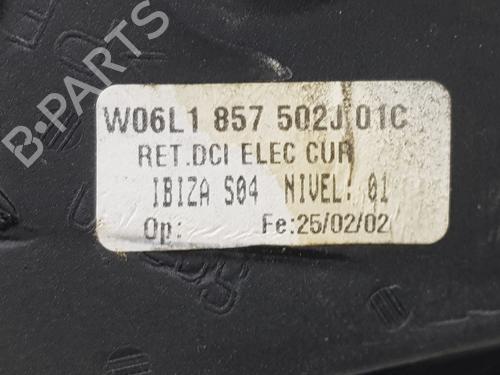 B-PARTS
W06L1 857 502J 01C
RET.DCI ELEC CUR
IBIZA S04 NIVEL: 01
Op: Fe:25/02/02